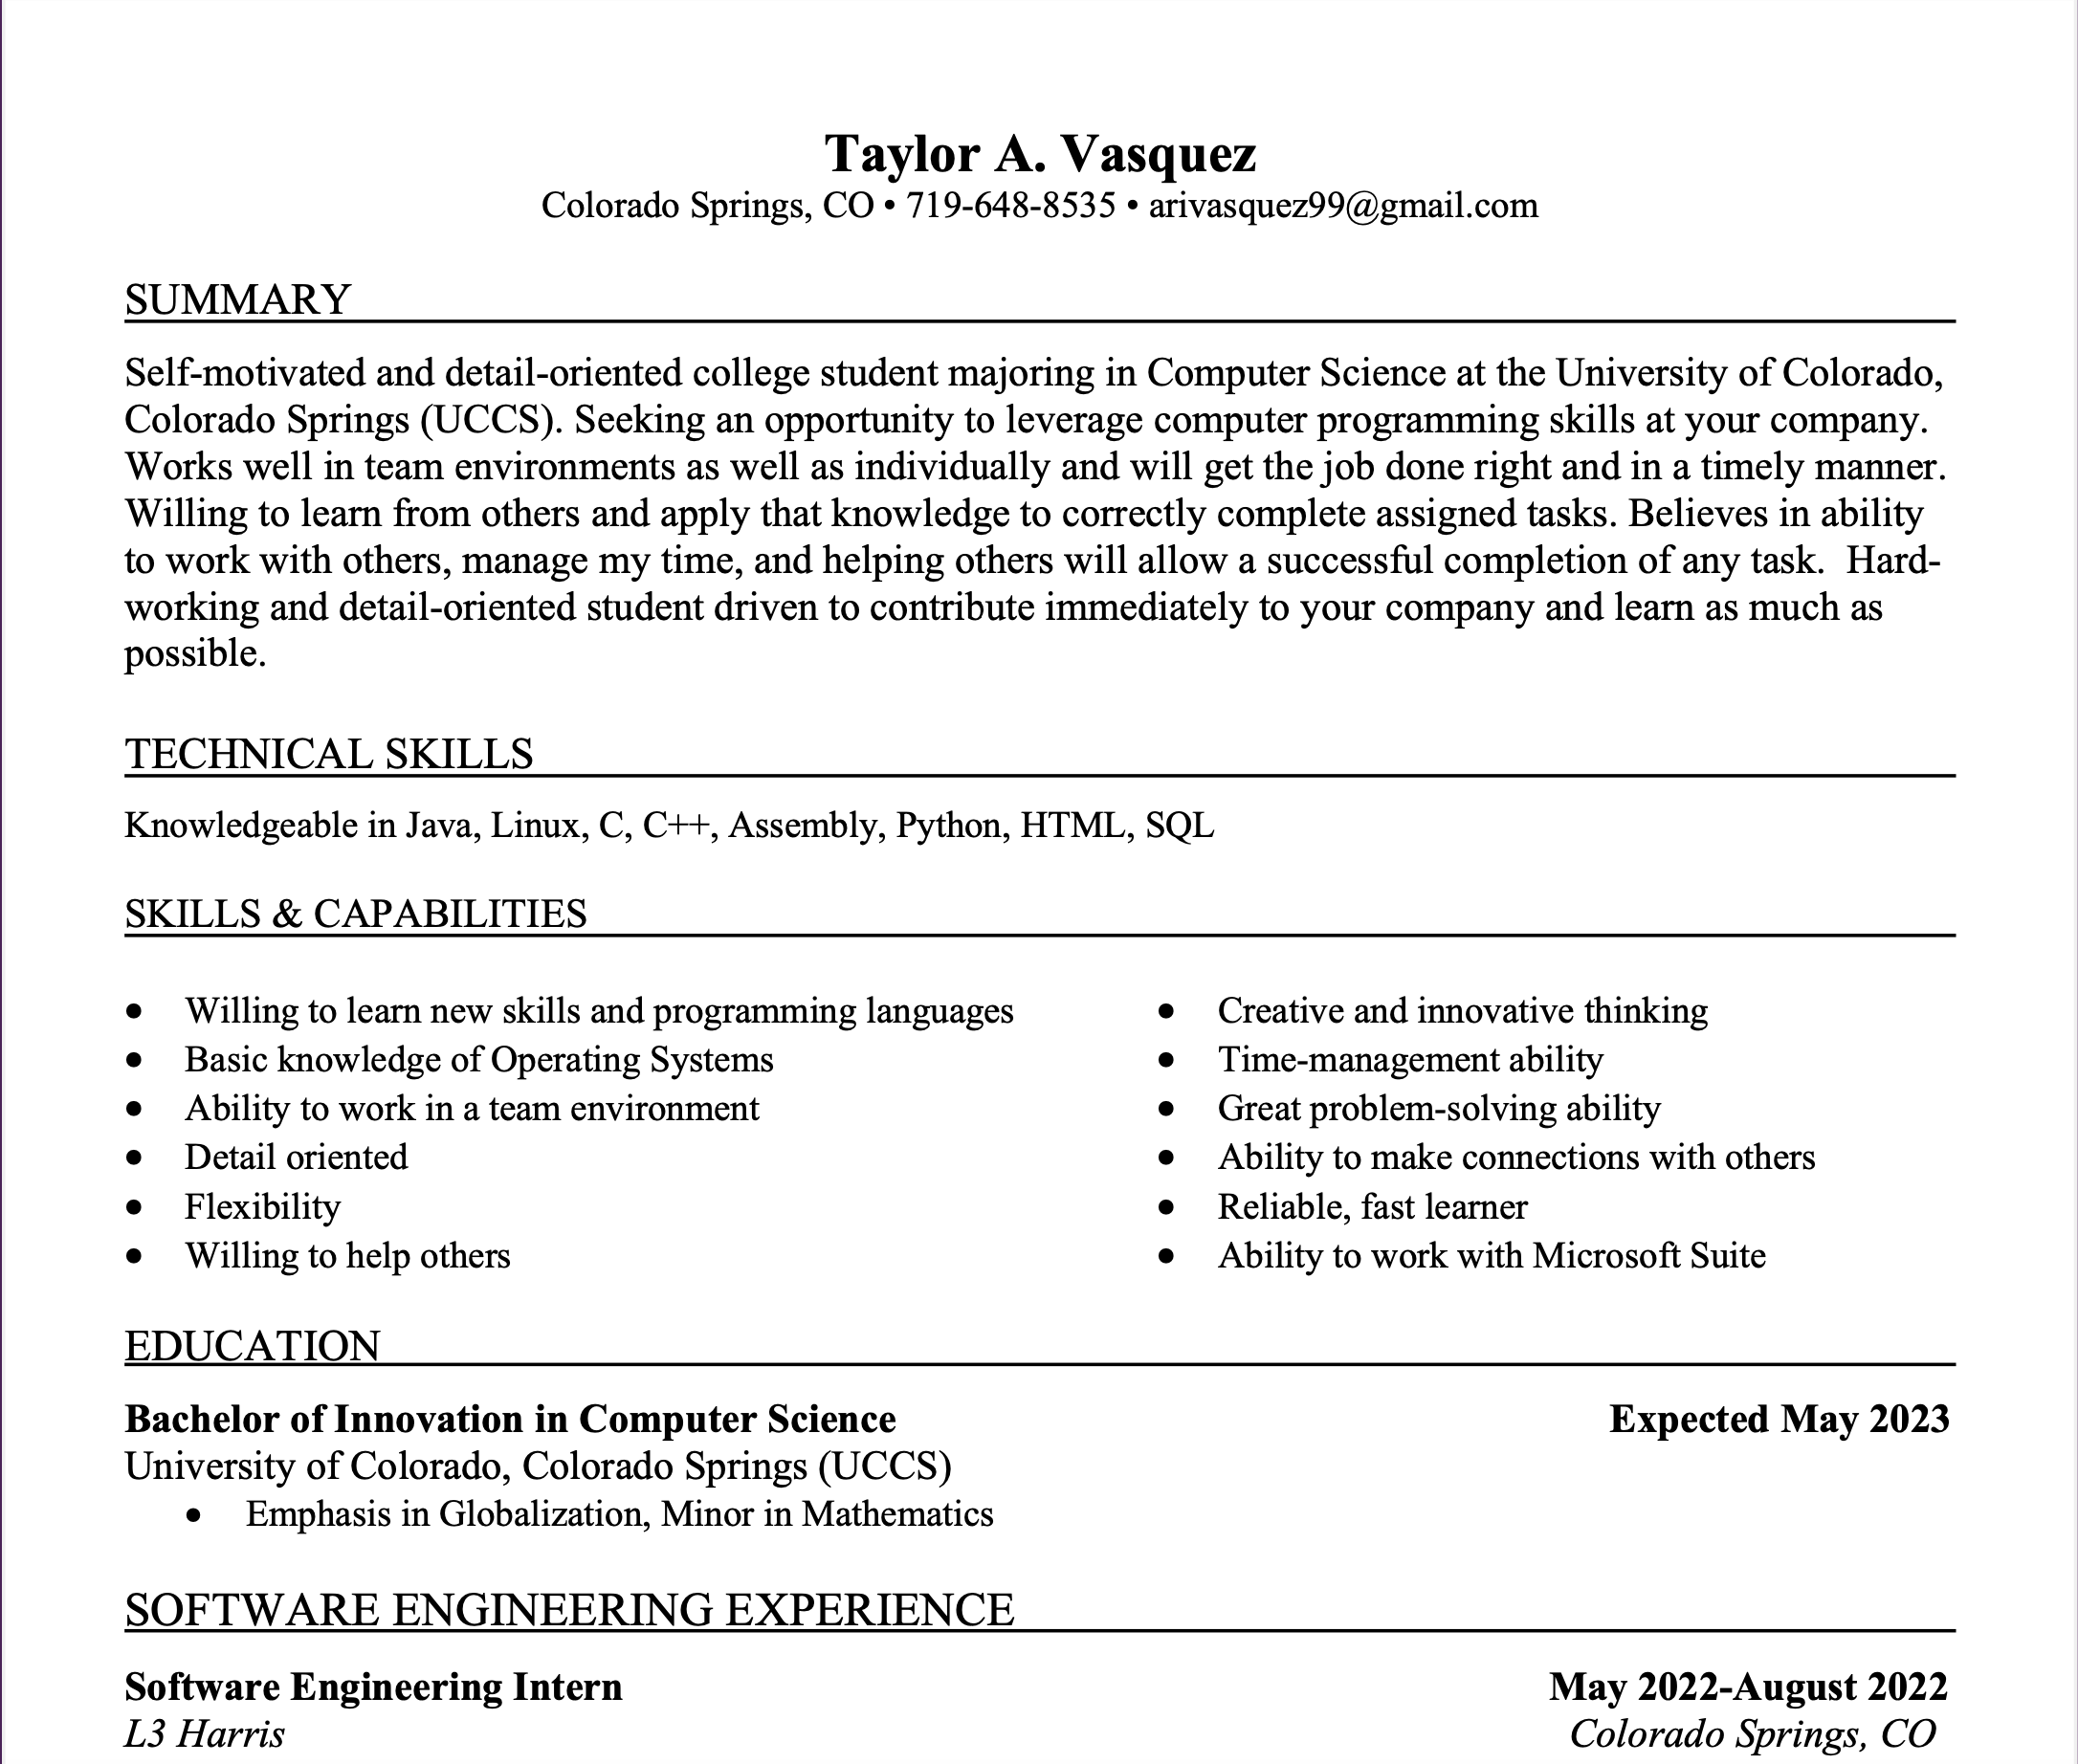 Taylor A. Vasquez
Colorado Springs, CO • 719-648-8535 • arivasquez99@gmail.com
SUMMARY
Self-motivated and detail-oriented college student majoring in Computer Science at the University of Colorado,
Colorado Springs (UCCS). Seeking an opportunity to leverage computer programming skills at your company.
Works well in team environments as well as individually and will get the job done right and in a timely manner.
Willing to learn from others and apply that knowledge to correctly complete assigned tasks. Believes in ability
to work with others, manage my time, and helping others will allow a successful completion of any task.  Hard-
working and detail-oriented student driven to contribute immediately to your company and learn as much as
possible.
TECHNICAL SKILLS
Knowledgeable in Java, Linux, C, C++, Assembly, Python, HTML, SQL
SKILLS & CAPABILITIES
• Willing to learn new skills and programming languages
• Basic knowledge of Operating Systems
• Ability to work in a team environment
• Detail oriented
• Flexibility
• Willing to help others
• Creative and innovative thinking
• Time-management ability
• Great problem-solving ability
• Ability to make connections with others
• Reliable, fast learner
• Ability to work with Microsoft Suite
EDUCATION
Bachelor of Innovation in Computer Science Expected May 2023
University of Colorado, Colorado Springs (UCCS)
• Emphasis in Globalization, Minor in Mathematics
SOFTWARE ENGINEERING EXPERIENCE
Software Engineering Intern May 2022-August 2022
L3 Harris Colorado Springs, CO